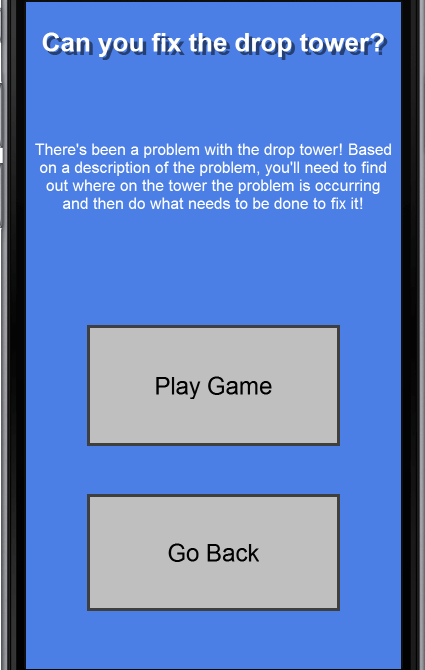 Can you fix the drop tower?
There's been a problem with the drop tower! Based
on a description of the problem, you'll need to find
out where on the tower the problem is occurring
and then do what needs to be done to fix it!
Play Game
Go Back